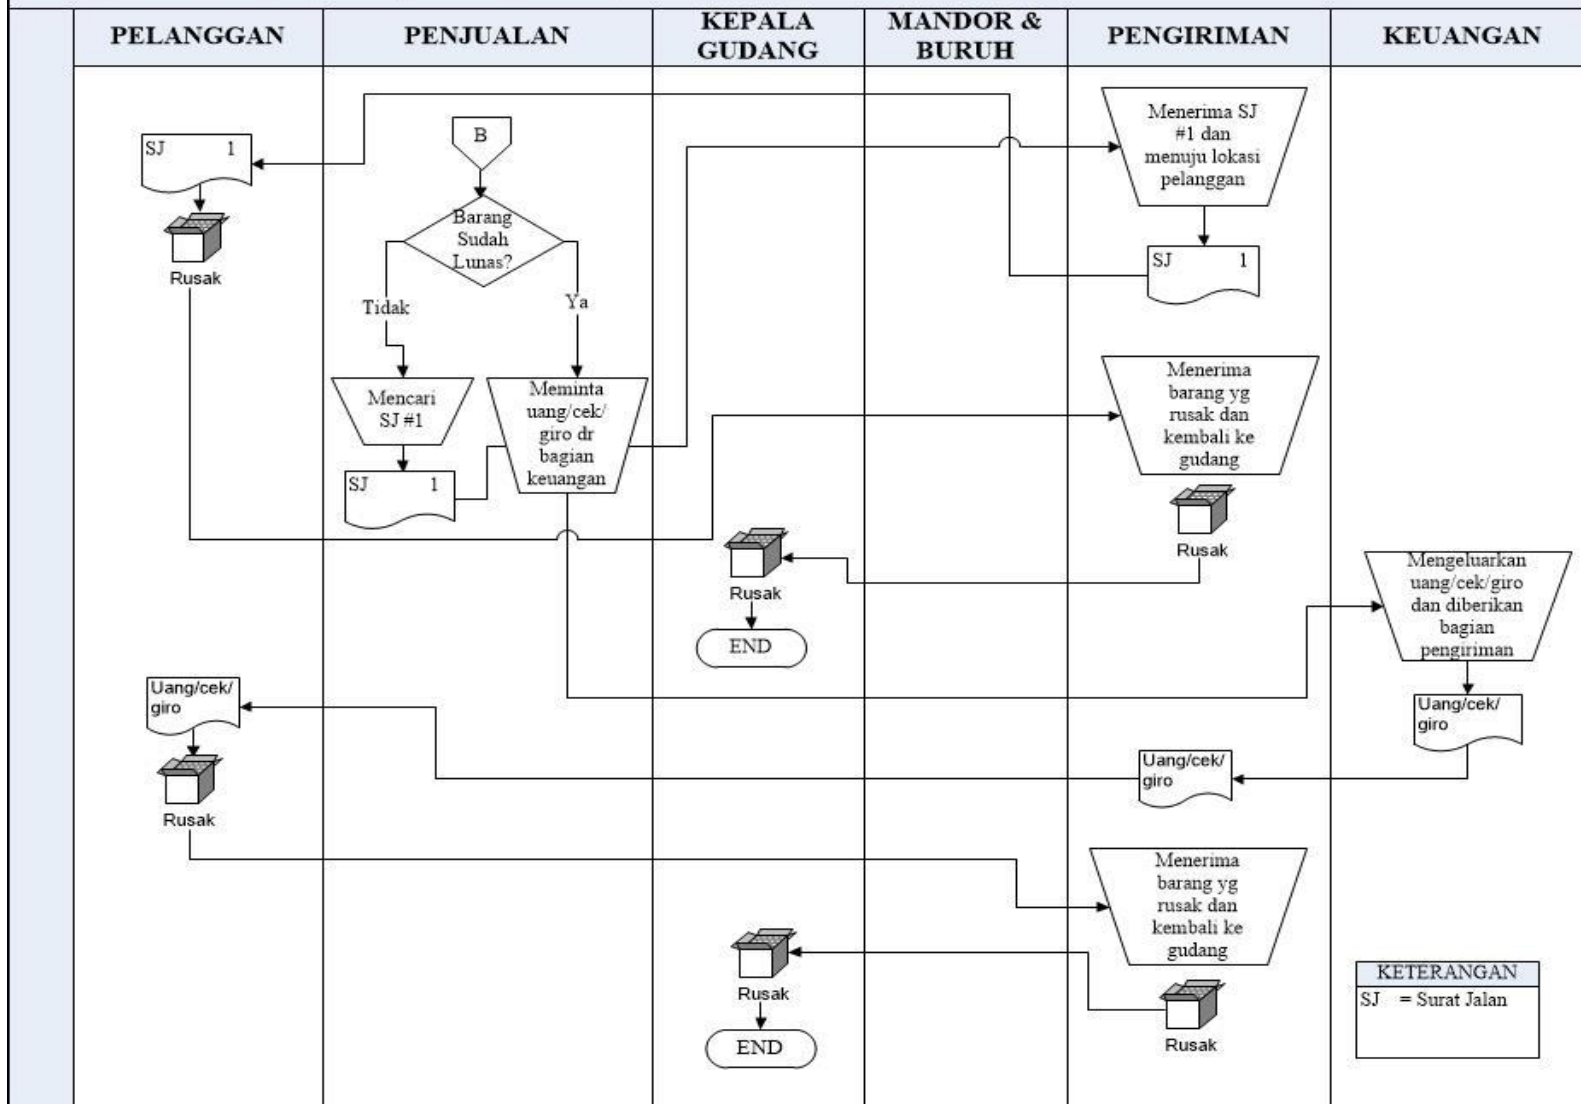 PELANGGAN
PENJUALAN
KEPALA
GUDANG
MANDOR &
BURUH
PENGIRIMAN
KEUANGAN
SJ 1
Rusak
B
Barang
Sudah
Lunas?
Tidak
Ya
Mencari
SJ #1
SJ 1
Meminta
uang/cek/
giro dr
bagian
keuangan
Menerima SJ
#1 dan
menuju lokasi
pelanggan
SJ 1
Menerima
barang yg
rusak dan
kembali ke
gudang
Rusak
Rusak
END
Mengeluarkan
uang/cek/giro
dan diberikan
bagian
pengiriman
Uang/cek/
giro
Uang/cek/
giro
Uang/cek/
giro
Rusak
Menerima
barang yg
rusak dan
kembali ke
gudang
Rusak
Rusak
END
KETERANGAN
SJ = Surat Jalan